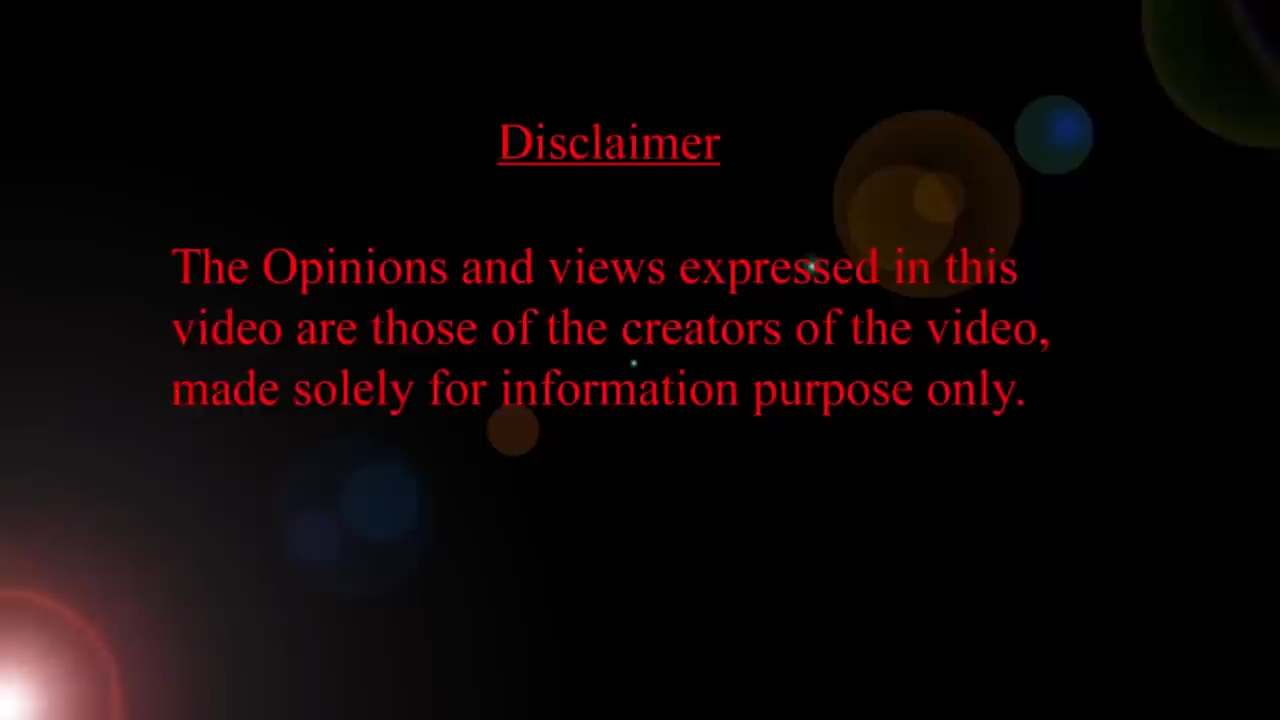 Disclaimer
The Opinions and views expressed in this
video are those of the creators of the video,
made solely for information purpose only.